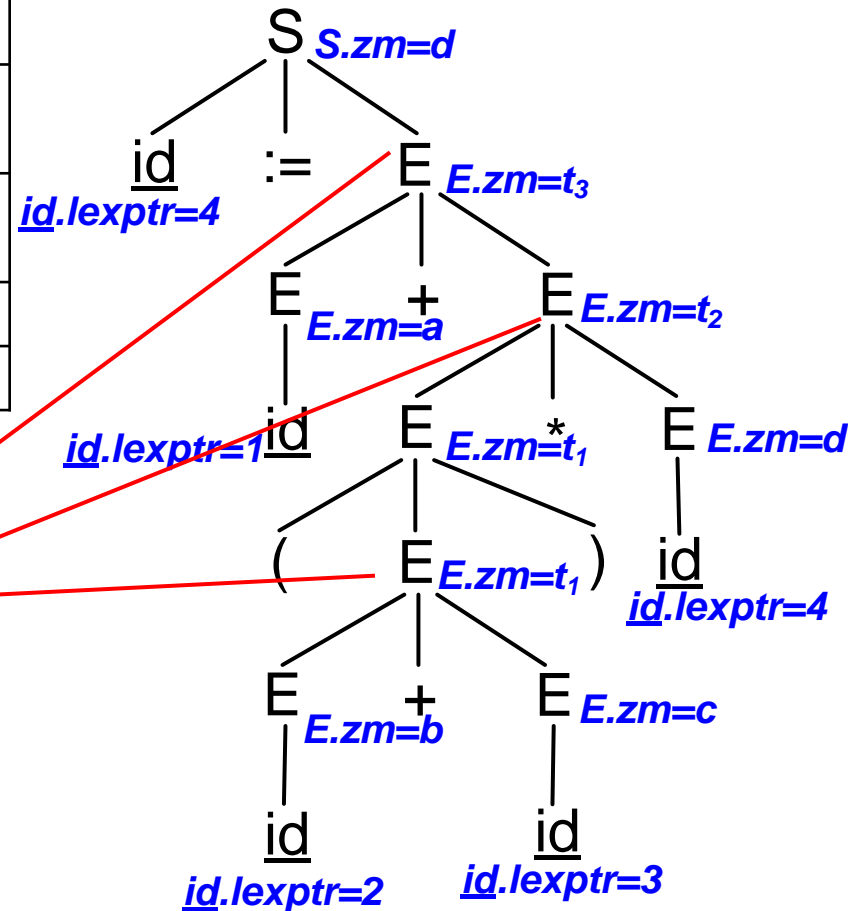 S S.zm=d
id := E E.zm=t₃
id.lexptr=4
E E.zm=a + E E.zm=t₂
id.lexptr=1 id E E.zm=t₁ * E E.zm=d
( E E.zm=t₁ ) id
id.lexptr=4
E E.zm=b + E E.zm=c
id id
id.lexptr=2 id.lexptr=3